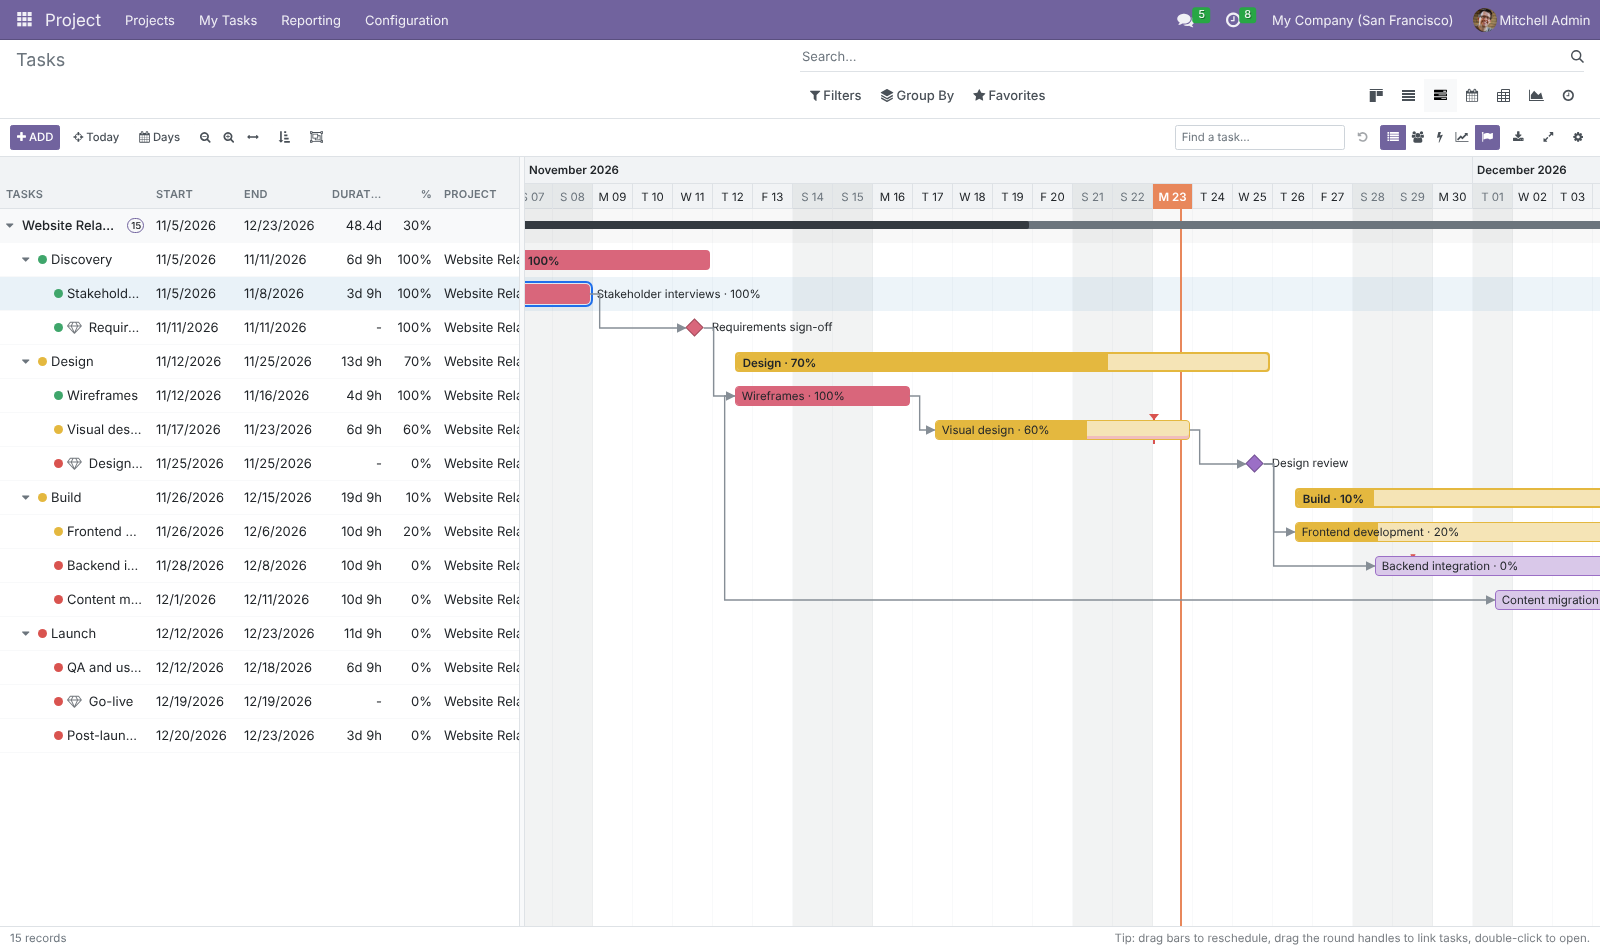 Project Projects My Tasks Reporting Configuration 5 8 My Company (San Francisco) Mitchell Admin
Tasks
Search...
Filters Group By Favorites
ADD Today Days Find a task...
TASKS START END DURAT... % PROJECT
November 2026 December 2026
S 07 S 08 M 09 T 10 W 11 T 12 F 13 S 14 S 15 M 16 T 17 W 18 T 19 F 20 S 21 S 22 M 23 T 24 W 25 T 26 F 27 S 28 S 29 M 30 T 01 W 02 T 03
Website Rela... 15 11/5/2026 12/23/2026 48.4d 30%
Discovery 11/5/2026 11/11/2026 6d 9h 100% Website Rela
100%
Stakehold... 11/5/2026 11/8/2026 3d 9h 100% Website Rela
Stakeholder interviews · 100%
Requir... 11/11/2026 11/11/2026 - 100% Website Rela
Requirements sign-off
Design 11/12/2026 11/25/2026 13d 9h 70% Website Rela
Design · 70%
Wireframes 11/12/2026 11/16/2026 4d 9h 100% Website Rela
Wireframes · 100%
Visual des... 11/17/2026 11/23/2026 6d 9h 60% Website Rela
Visual design · 60%
Design... 11/25/2026 11/25/2026 - 0% Website Rela
Design review
Build 11/26/2026 12/15/2026 19d 9h 10% Website Rela
Build · 10%
Frontend ... 11/26/2026 12/6/2026 10d 9h 20% Website Rela
Frontend development · 20%
Backend i... 11/28/2026 12/8/2026 10d 9h 0% Website Rela
Backend integration · 0%
Content m... 12/1/2026 12/11/2026 10d 9h 0% Website Rela
Content migration
Launch 12/12/2026 12/23/2026 11d 9h 0% Website Rela
QA and us... 12/12/2026 12/18/2026 6d 9h 0% Website Rela
Go-live 12/19/2026 12/19/2026 - 0% Website Rela
Post-laun... 12/20/2026 12/23/2026 3d 9h 0% Website Rela
15 records
Tip: drag bars to reschedule, drag the round handles to link tasks, double-click to open.